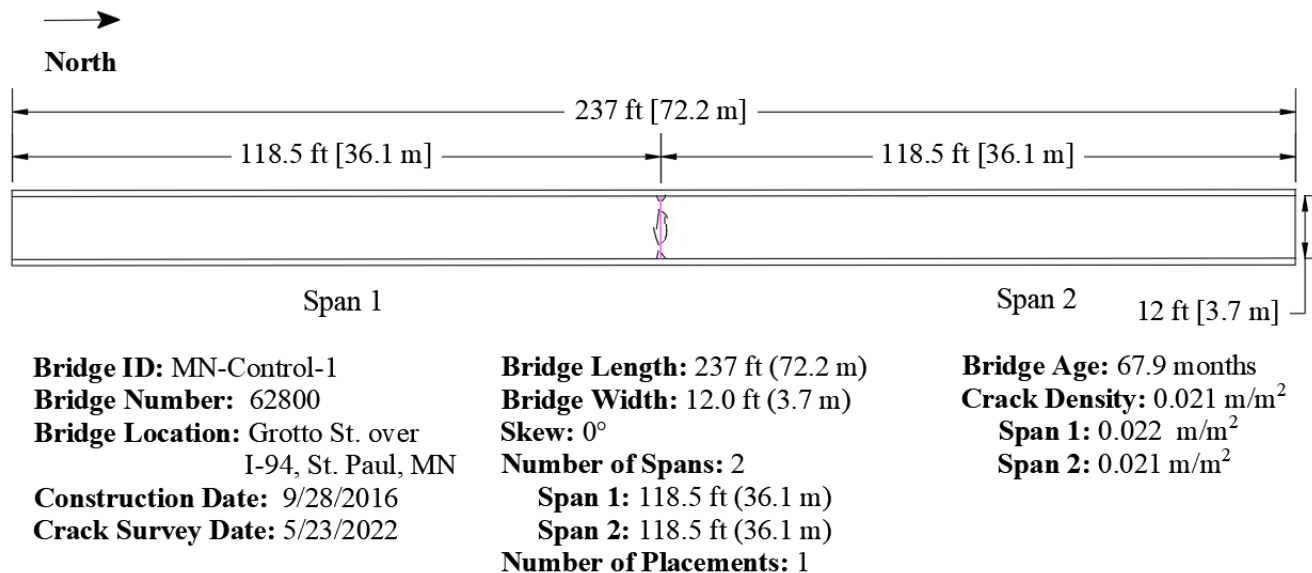 North
237 ft [72.2 m]
118.5 ft [36.1 m]
118.5 ft [36.1 m]
Span 1
Span 2
12 ft [3.7 m]
Bridge ID: MN-Control-1
Bridge Number: 62800
Bridge Location: Grotto St. over
I-94, St. Paul, MN
Construction Date: 9/28/2016
Crack Survey Date: 5/23/2022
Bridge Length: 237 ft (72.2 m)
Bridge Width: 12.0 ft (3.7 m)
Skew: 0°
Number of Spans: 2
Span 1: 118.5 ft (36.1 m)
Span 2: 118.5 ft (36.1 m)
Number of Placements: 1
Bridge Age: 67.9 months
Crack Density: 0.021 m/m²
Span 1: 0.022 m/m²
Span 2: 0.021 m/m²